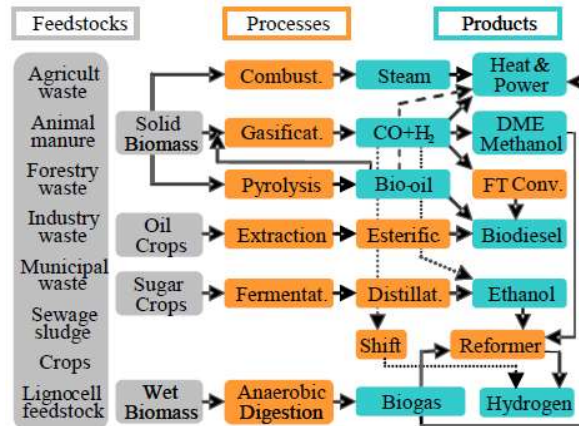 Feedstocks
Processes
Products
Agricult
waste
Animal
manure
Forestry
waste
Industry
waste
Municipal
waste
Sewage
sludge
Crops
Lignocell
feedstock
Solid
Biomass
Oil
Crops
Sugar
Crops
Wet
Biomass
Combust.
Steam
Heat &
Power
Gasificat.
CO+H₂
DME
Methanol
Pyrolysis
Bio-oil
FT Conv.
Extraction
Esterific
Biodiesel
Fermentat.
Distillat.
Ethanol
Shift
Reformer
Anaerobic
Digestion
Biogas
Hydrogen